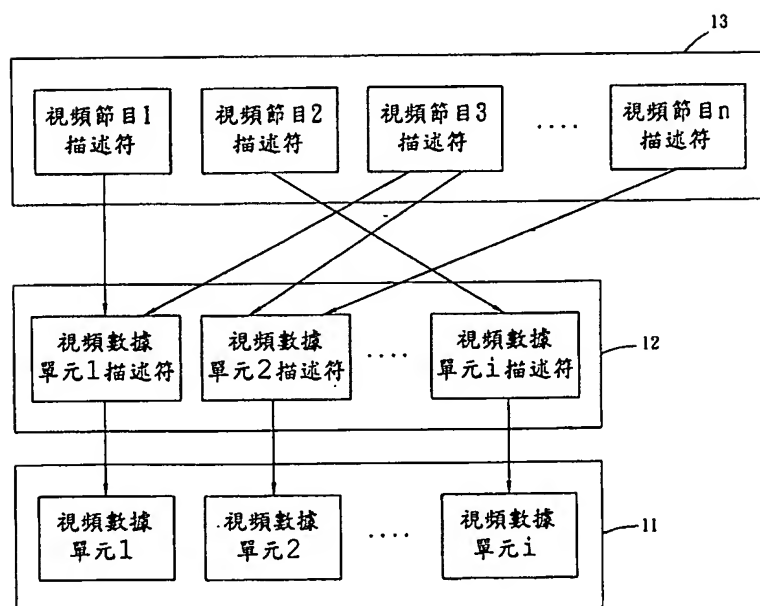 13
視頻節目1
描述符
視頻節目2
描述符
視頻節目3
描述符
....
視頻節目n
描述符
視頻數據
單元1描述符
視頻數據
單元2描述符
....
視頻數據
單元i描述符
12
視頻數據
單元1
視頻數據
單元2
....
視頻數據
單元i
11